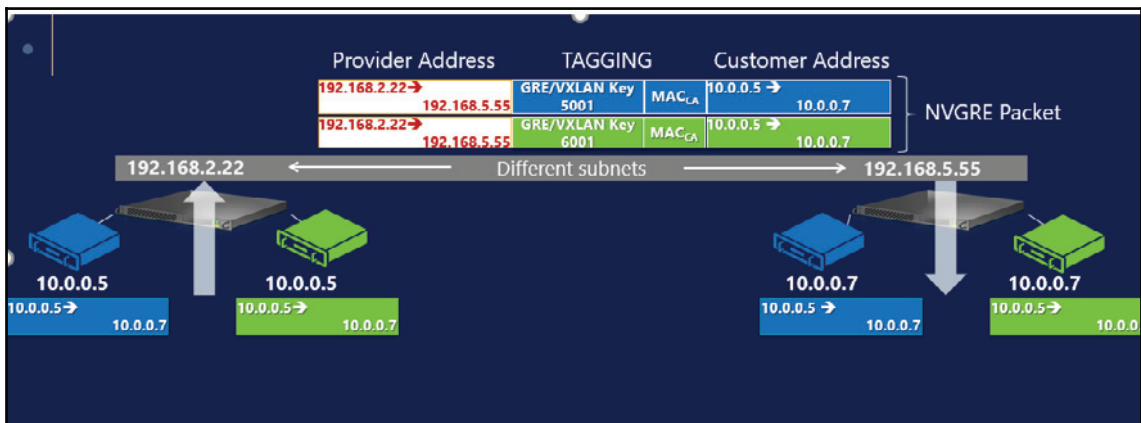 Provider Address TAGGING Customer Address
192.168.2.22→ GRE/VXLAN Key MAC_CA 10.0.0.5 →
192.168.5.55 5001 10.0.0.7
192.168.2.22→ GRE/VXLAN Key MAC_CA 10.0.0.5 →
192.168.5.55 6001 10.0.0.7
NVGRE Packet
192.168.2.22 ← Different subnets → 192.168.5.55
10.0.0.5 10.0.0.5 10.0.0.7 10.0.0.7
10.0.0.5→ 10.0.0.5→ 10.0.0.5 → 10.0.0.5→
10.0.0.7 10.0.0.7 10.0.0.7 10.0.0